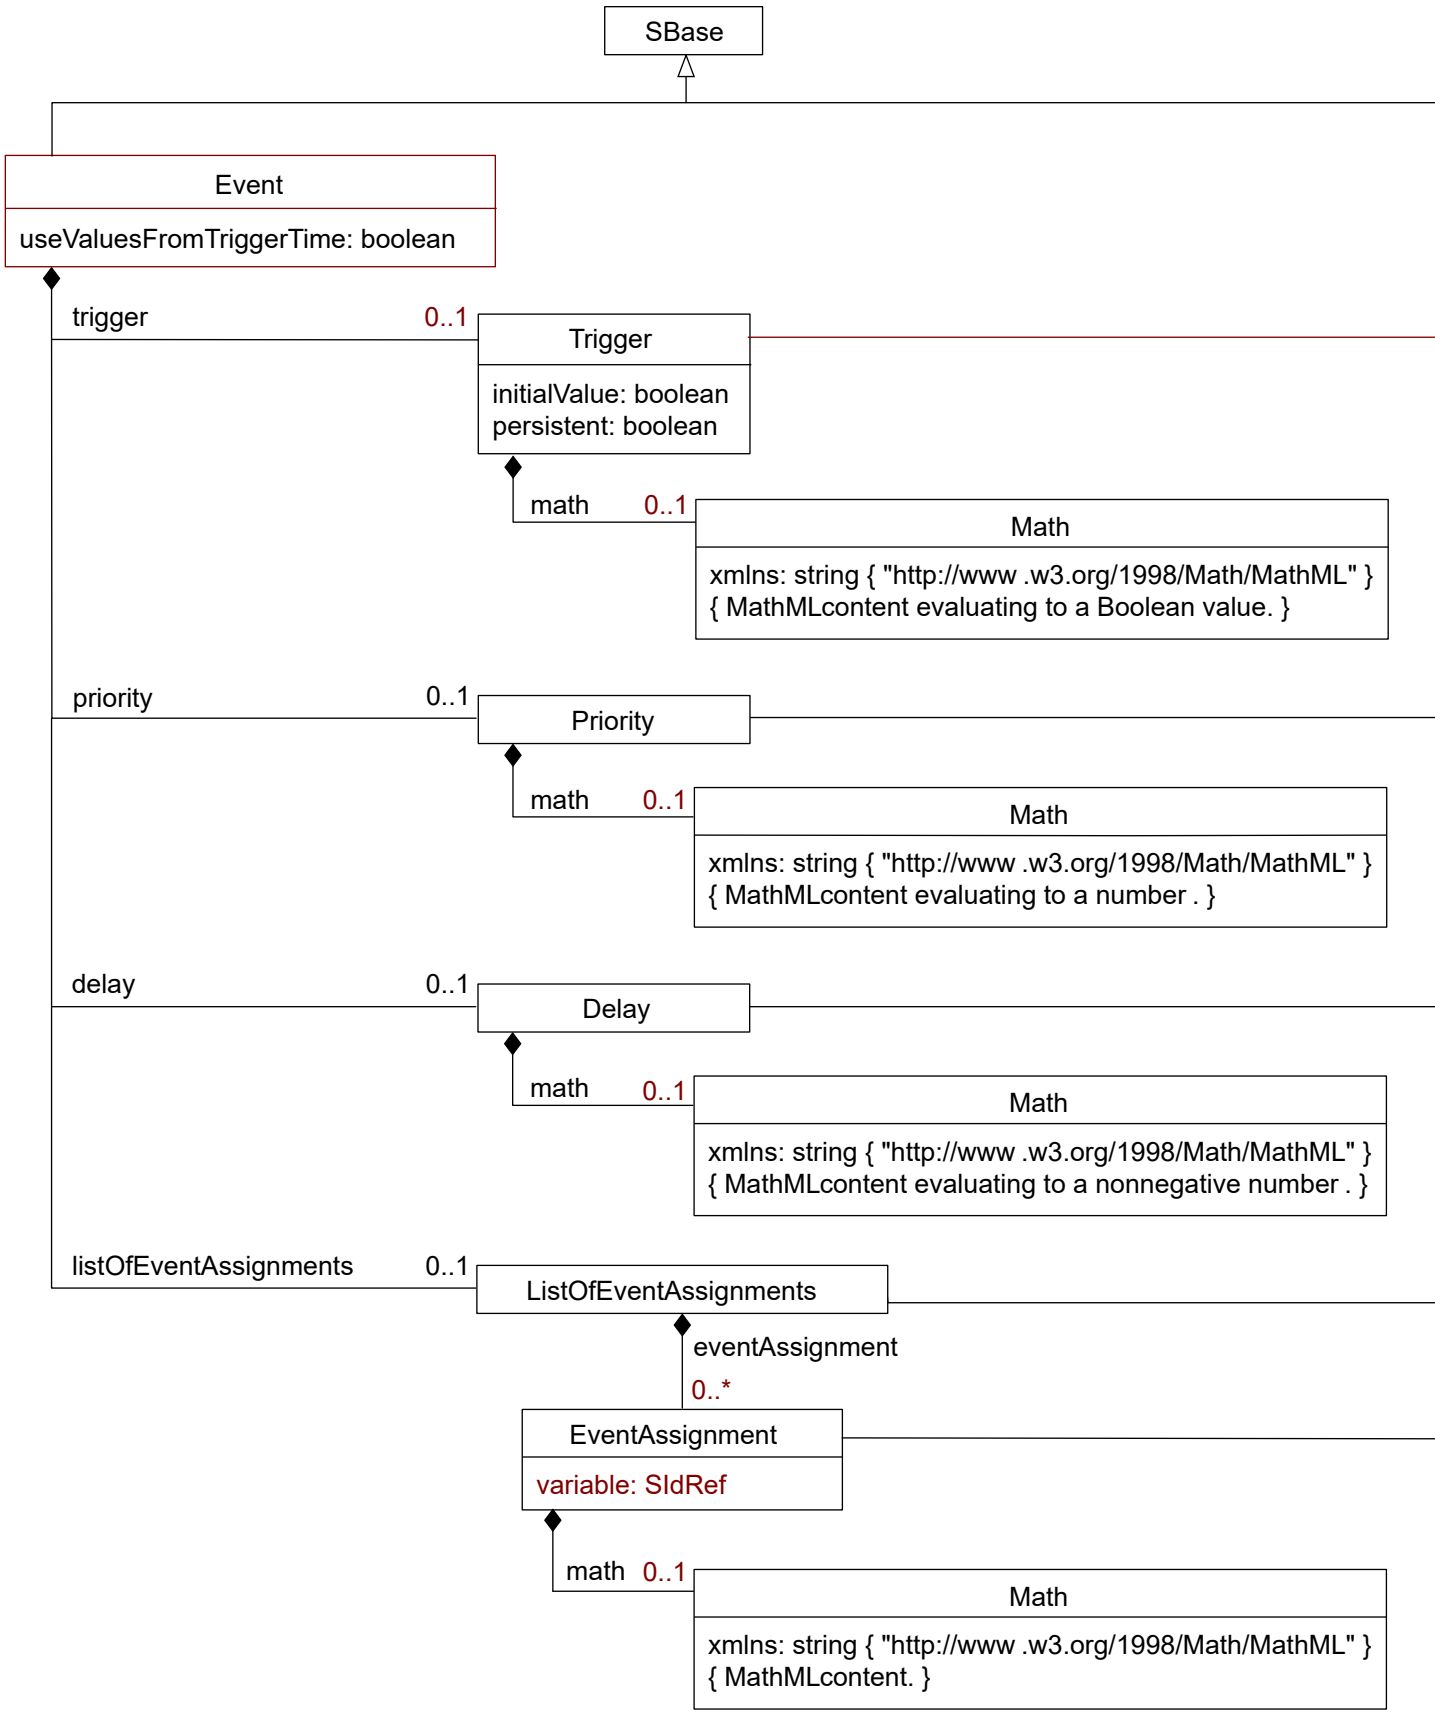 SBase
Event
useValuesFromTriggerTime: boolean
trigger 0..1
Trigger
initialValue: boolean
persistent: boolean
math 0..1
Math
xmlns: string { "http://www .w3.org/1998/Math/MathML" }
{ MathMLcontent evaluating to a Boolean value. }
priority 0..1
Priority
math 0..1
Math
xmlns: string { "http://www .w3.org/1998/Math/MathML" }
{ MathMLcontent evaluating to a number . }
delay 0..1
Delay
math 0..1
Math
xmlns: string { "http://www .w3.org/1998/Math/MathML" }
{ MathMLcontent evaluating to a nonnegative number . }
listOfEventAssignments 0..1
ListOfEventAssignments
eventAssignment
0..*
EventAssignment
variable: SIdRef
math 0..1
Math
xmlns: string { "http://www .w3.org/1998/Math/MathML" }
{ MathMLcontent. }